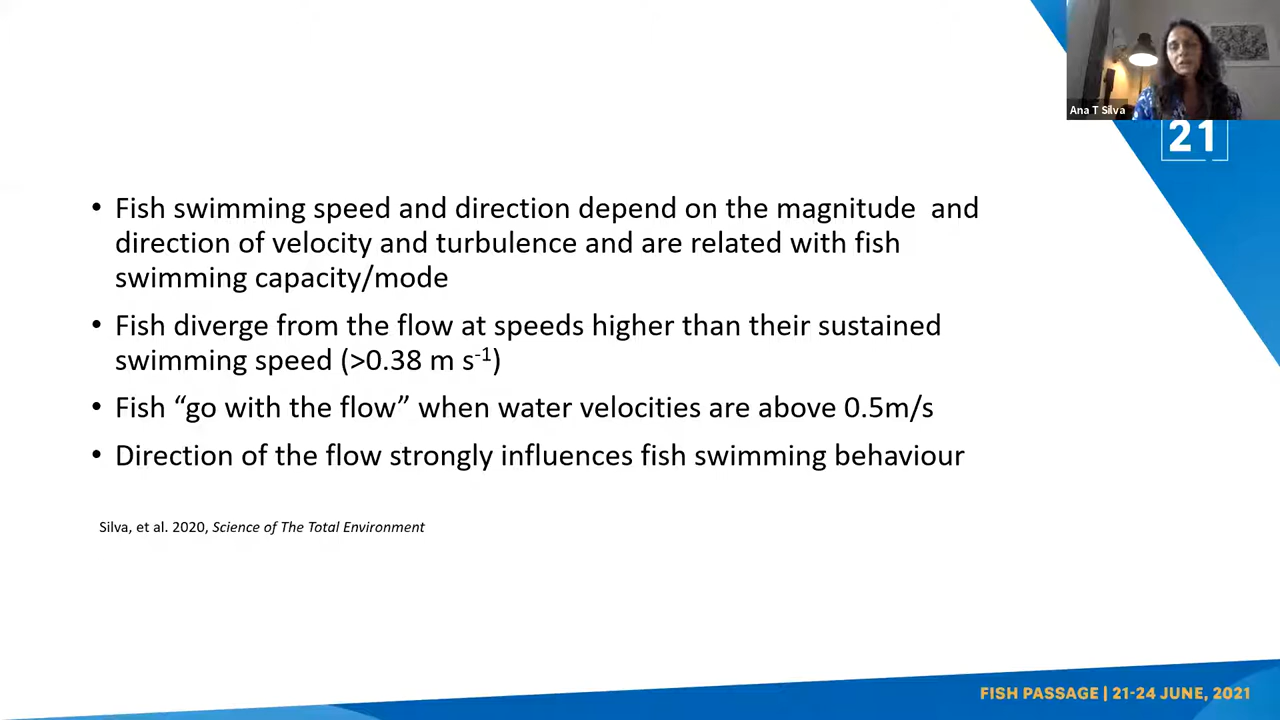 Ana T Silva
21
• Fish swimming speed and direction depend on the magnitude  and
direction of velocity and turbulence and are related with fish
swimming capacity/mode
• Fish diverge from the flow at speeds higher than their sustained
swimming speed (>0.38 m s⁻¹)
• Fish “go with the flow” when water velocities are above 0.5m/s
• Direction of the flow strongly influences fish swimming behaviour
Silva, et al. 2020, Science of The Total Environment
FISH PASSAGE | 21-24 JUNE, 2021